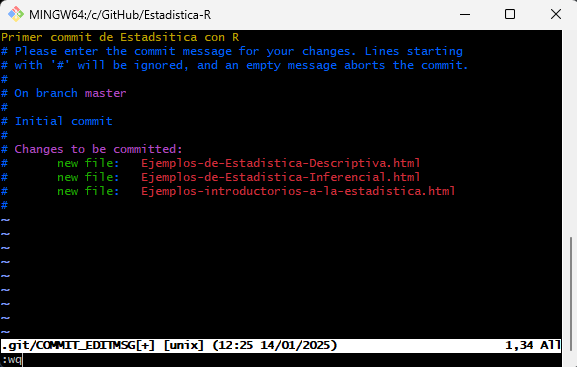 MINGW64:/c/GitHub/Estadistica-R
Primer commit de Estadsitica con R
# Please enter the commit message for your changes. Lines starting
# with '#' will be ignored, and an empty message aborts the commit.
#
# On branch master
#
# Initial commit
#
# Changes to be committed:
#       new file:   Ejemplos-de-Estadistica-Descriptiva.html
#       new file:   Ejemplos-de-Estadistica-Inferencial.html
#       new file:   Ejemplos-introductorios-a-la-estadistica.html
#
~
~
~
~
~
~
~
~
~
.git/COMMIT_EDITMSG[+] [unix] (12:25 14/01/2025) 1,34 All
:wq